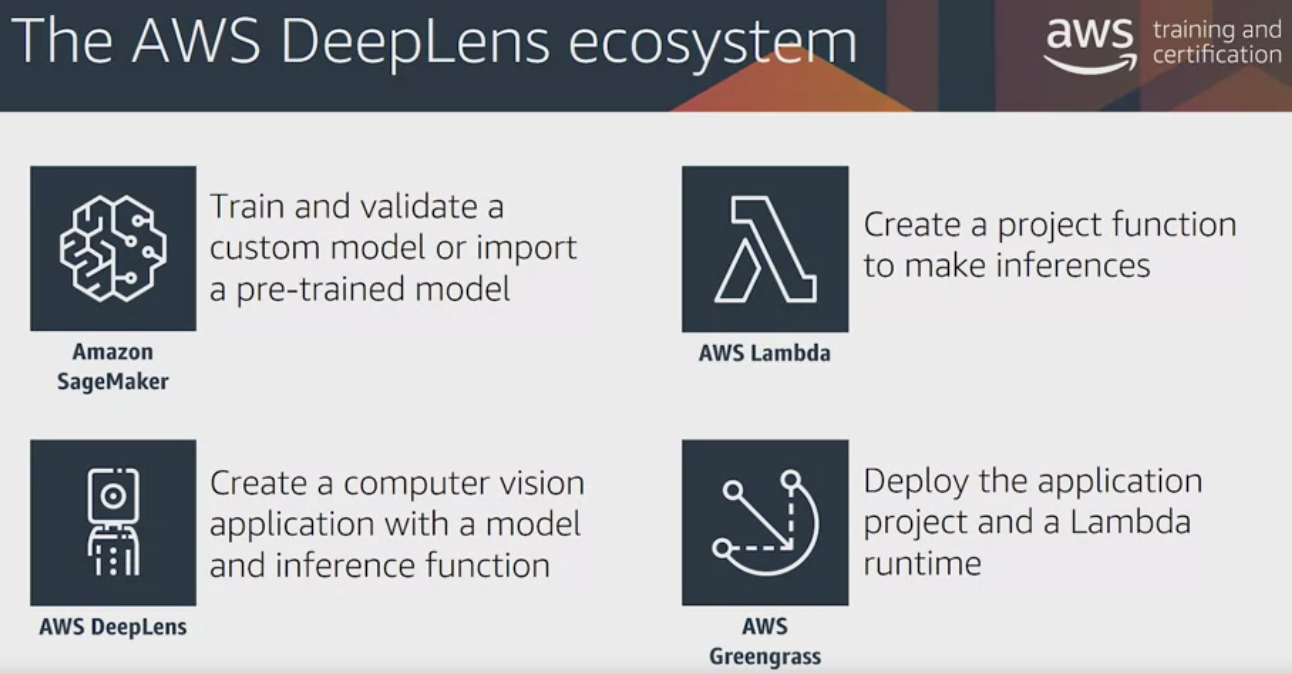 The AWS DeepLens ecosystem
aws
training and
certification
Train and validate a
custom model or import
a pre-trained model
Amazon
SageMaker
Create a project function
to make inferences
AWS Lambda
Create a computer vision
application with a model
and inference function
AWS DeepLens
Deploy the application
project and a Lambda
runtime
AWS
Greengrass